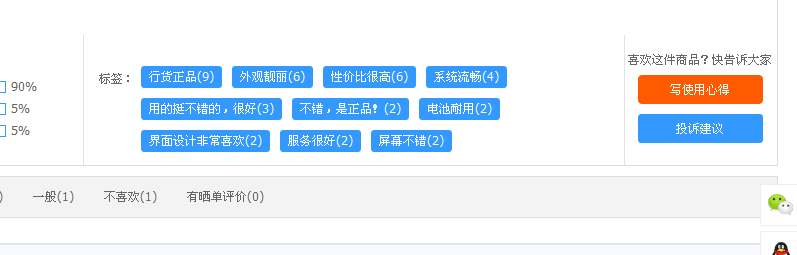 喜欢这件商品？快告诉大家
标签： 行货正品(9) 外观靓丽(6) 性价比很高(6) 系统流畅(4)
90%
写使用心得
用的挺不错的，很好(3) 不错，是正品！(2) 电池耐用(2)
5%
5%
投诉建议
界面设计非常喜欢(2) 服务很好(2) 屏幕不错(2)
) 一般(1) 不喜欢(1) 有晒单评价(0)